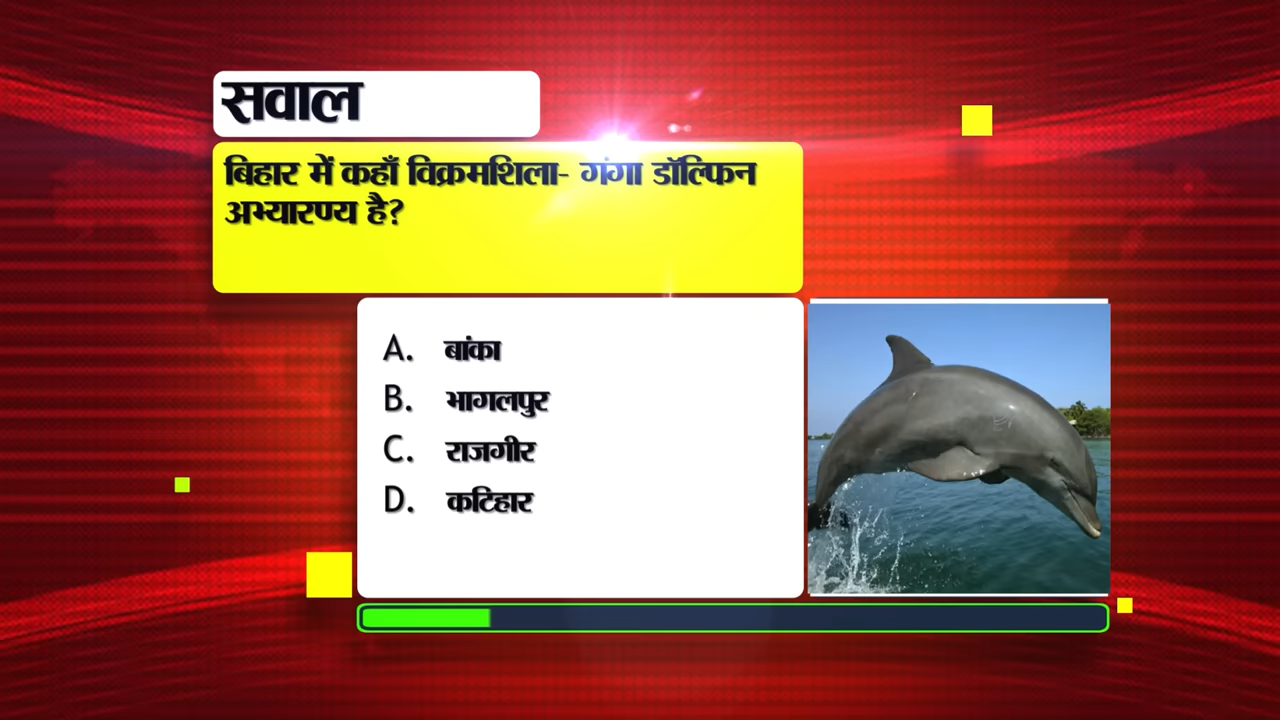 सवाल
बिहार में कहाँ विक्रमशिला- गंगा डॉल्फिन
अभ्यारण्य है?
A. बांका
B. भागलपुर
C. राजगीर
D. कटिहार